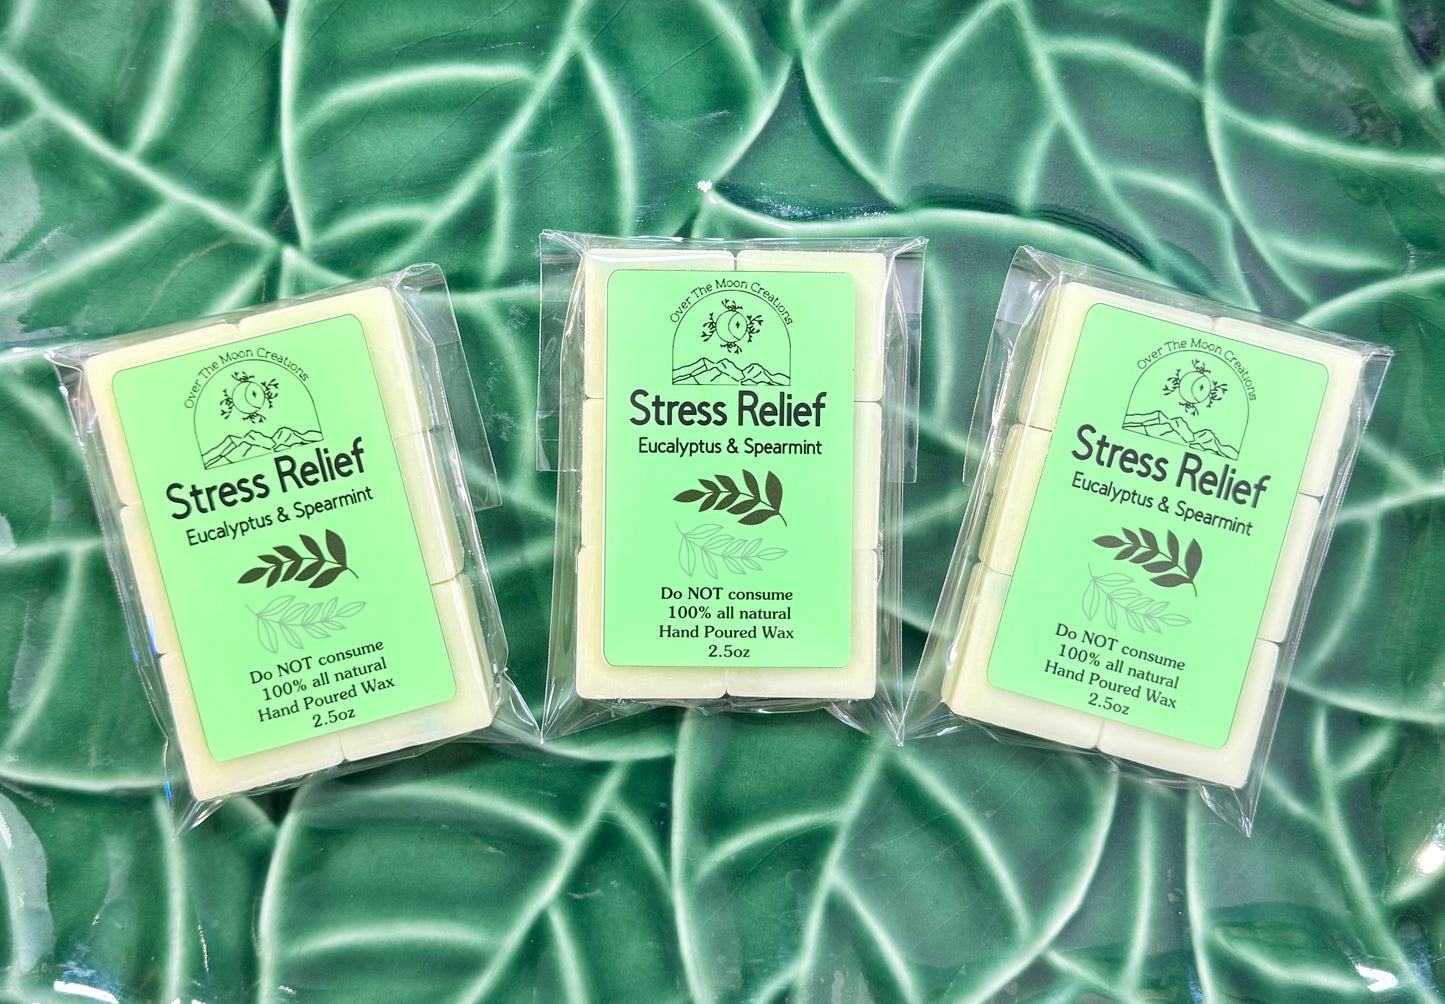 Over The Moon Creations
Stress Relief
Eucalyptus & Spearmint
Do NOT consume
100% all natural
Hand Poured Wax
2.5oz
Over The Moon Creations
Stress Relief
Eucalyptus & Spearmint
Do NOT consume
100% all natural
Hand Poured Wax
2.5oz
Over The Moon Creations
Stress Relief
Eucalyptus & Spearmint
Do NOT consume
100% all natural
Hand Poured Wax
2.5oz